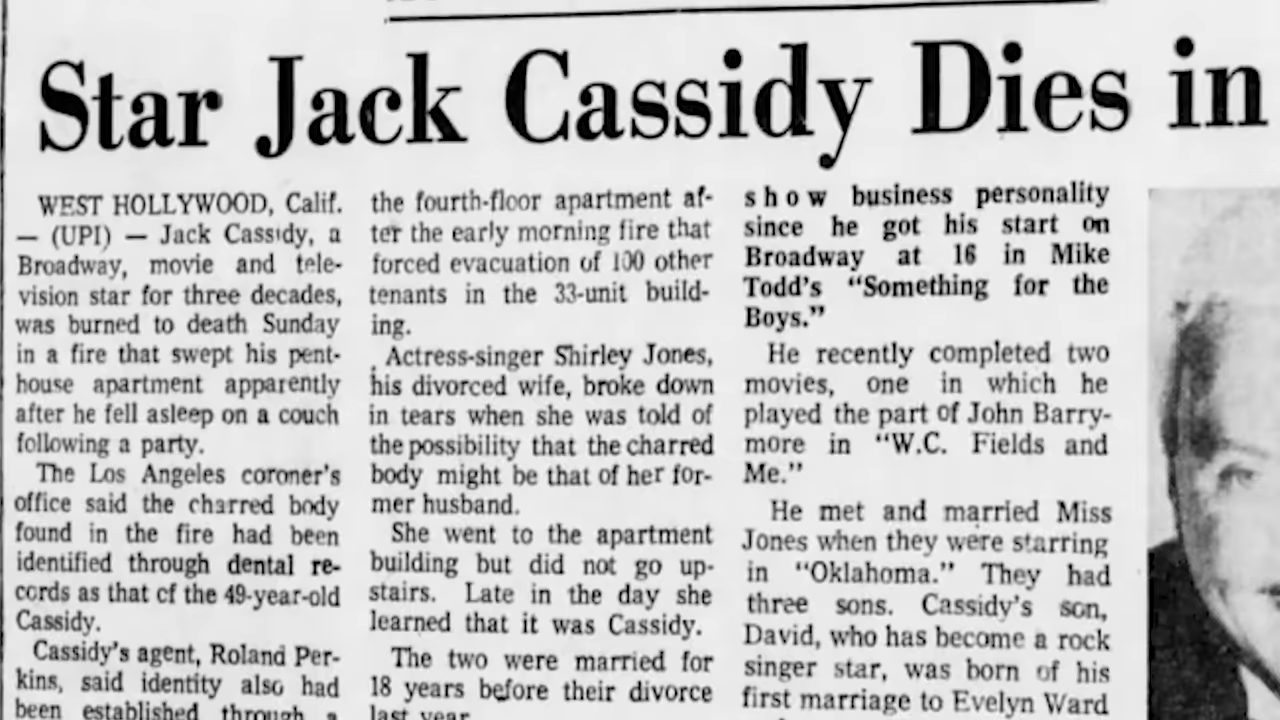 Star Jack Cassidy Dies in
WEST HOLLYWOOD, Calif.
— (UPI) — Jack Cassidy, a
Broadway, movie and tele-
vision star for three decades,
was burned to death Sunday
in a fire that swept his pent-
house apartment apparently
after he fell asleep on a couch
following a party.
The Los Angeles coroner's
office said the charred body
found in the fire had been
identified through dental re-
cords as that of the 49-year-old
Cassidy.
Cassidy's agent, Roland Per-
kins, said identity also had
been established through a
the fourth-floor apartment af-
ter the early morning fire that
forced evacuation of 100 other
tenants in the 33-unit build-
ing.
Actress-singer Shirley Jones,
his divorced wife, broke down
in tears when she was told of
the possibility that the charred
body might be that of her for-
mer husband.
She went to the apartment
building but did not go up-
stairs. Late in the day she
learned that it was Cassidy.
The two were married for
18 years before their divorce
last year.
show business personality
since he got his start on
Broadway at 16 in Mike
Todd's "Something for the
Boys."
He recently completed two
movies, one in which he
played the part of John Barry-
more in "W.C. Fields and
Me."
He met and married Miss
Jones when they were starring
in "Oklahoma." They had
three sons. Cassidy's son,
David, who has become a rock
singer star, was born of his
first marriage to Evelyn Ward